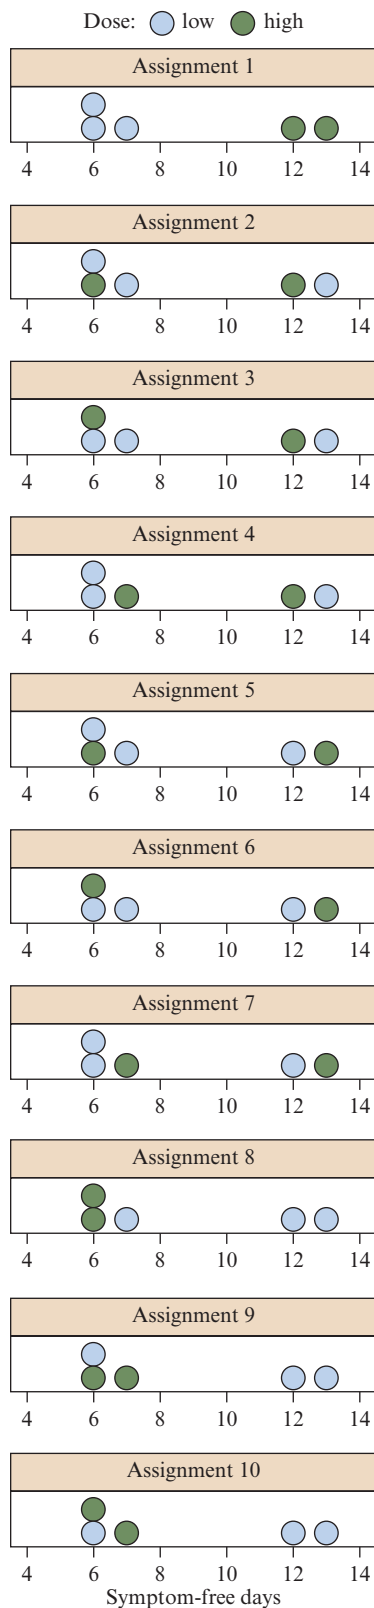 Dose: low high
Assignment 1
4 6 8 10 12 14
Assignment 2
4 6 8 10 12 14
Assignment 3
4 6 8 10 12 14
Assignment 4
4 6 8 10 12 14
Assignment 5
4 6 8 10 12 14
Assignment 6
4 6 8 10 12 14
Assignment 7
4 6 8 10 12 14
Assignment 8
4 6 8 10 12 14
Assignment 9
4 6 8 10 12 14
Assignment 10
4 6 8 10 12 14
Symptom-free days